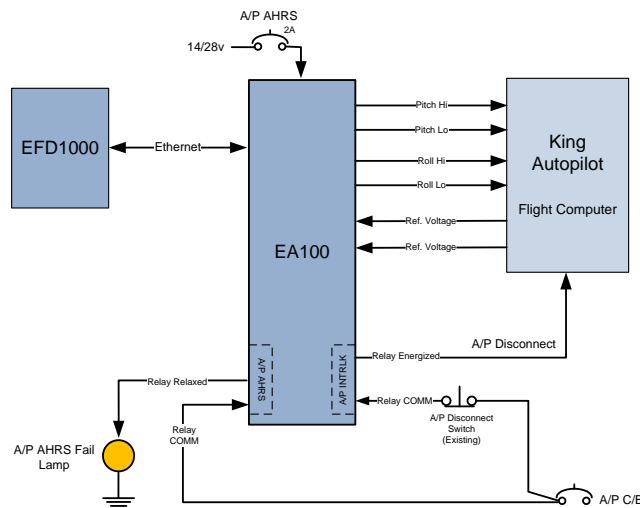 A/P AHRS
2A
14/28v
EFD1000
Ethernet
EA100
Pitch Hi
Pitch Lo
Roll Hi
Roll Lo
Ref. Voltage
Ref. Voltage
King
Autopilot
Flight Computer
A/P Disconnect
A/P AHRS
A/P INTRLK
Relay Energized
Relay Relaxed
Relay COMM
A/P Disconnect
Switch
(Existing)
Relay
COMM
A/P AHRS Fail
Lamp
A/P C/B